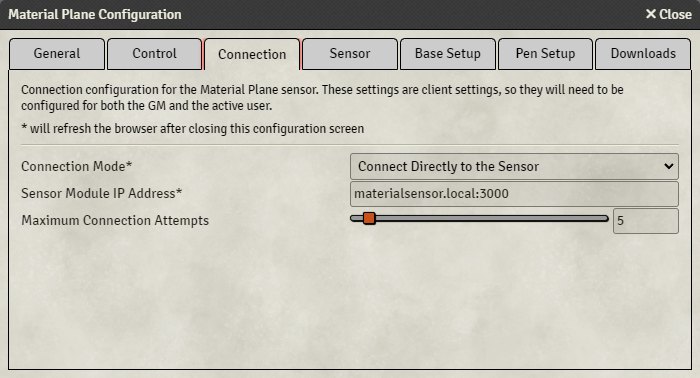 Material Plane Configuration ✕ Close
General Control Connection Sensor Base Setup Pen Setup Downloads
Connection configuration for the Material Plane sensor. These settings are client settings, so they will need to be
configured for both the GM and the active user.
* will refresh the browser after closing this configuration screen
Connection Mode* Connect Directly to the Sensor
Sensor Module IP Address* materialsensor.local:3000
Maximum Connection Attempts 5